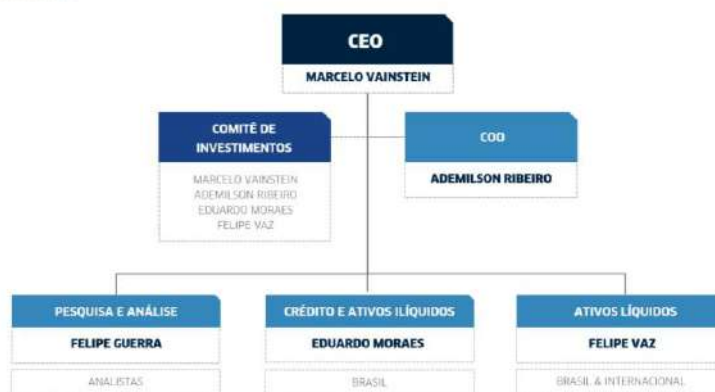 CEO
MARCELO VAINSTEIN
COMITÊ DE
INVESTIMENTOS
MARCELO VAINSTEIN
ADEMILSON RIBEIRO
EDUARDO MORAES
FELIPE VAZ
COO
ADEMILSON RIBEIRO
PESQUISA E ANÁLISE
FELIPE GUERRA
ANALISTAS
CRÉDITO E ATIVOS ILÍQUIDOS
EDUARDO MORAES
BRASIL
ATIVOS LÍQUIDOS
FELIPE VAZ
BRASIL & INTERNACIONAL